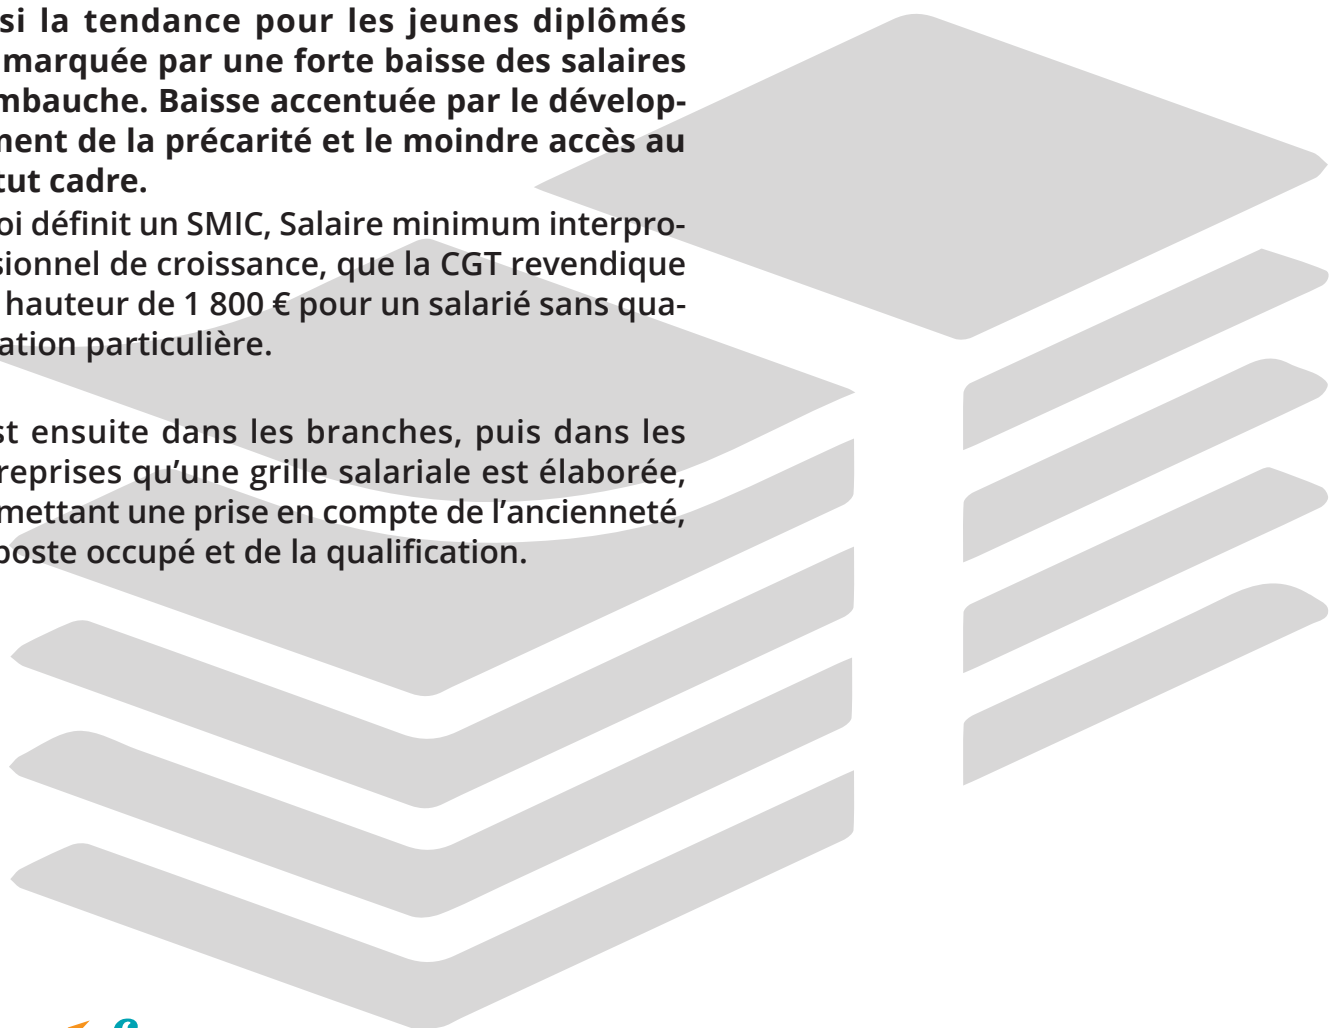 si la tendance pour les jeunes diplômés
marquée par une forte baisse des salaires
mbauche. Baisse accentuée par le dévelop-
ment de la précarité et le moindre accès au
tut cadre.
oi définit un SMIC, Salaire minimum interpro-
sionnel de croissance, que la CGT revendique
hauteur de 1 800 € pour un salarié sans qua-
ation particulière.
st ensuite dans les branches, puis dans les
reprises qu’une grille salariale est élaborée,
mettant une prise en compte de l’ancienneté,
poste occupé et de la qualification.